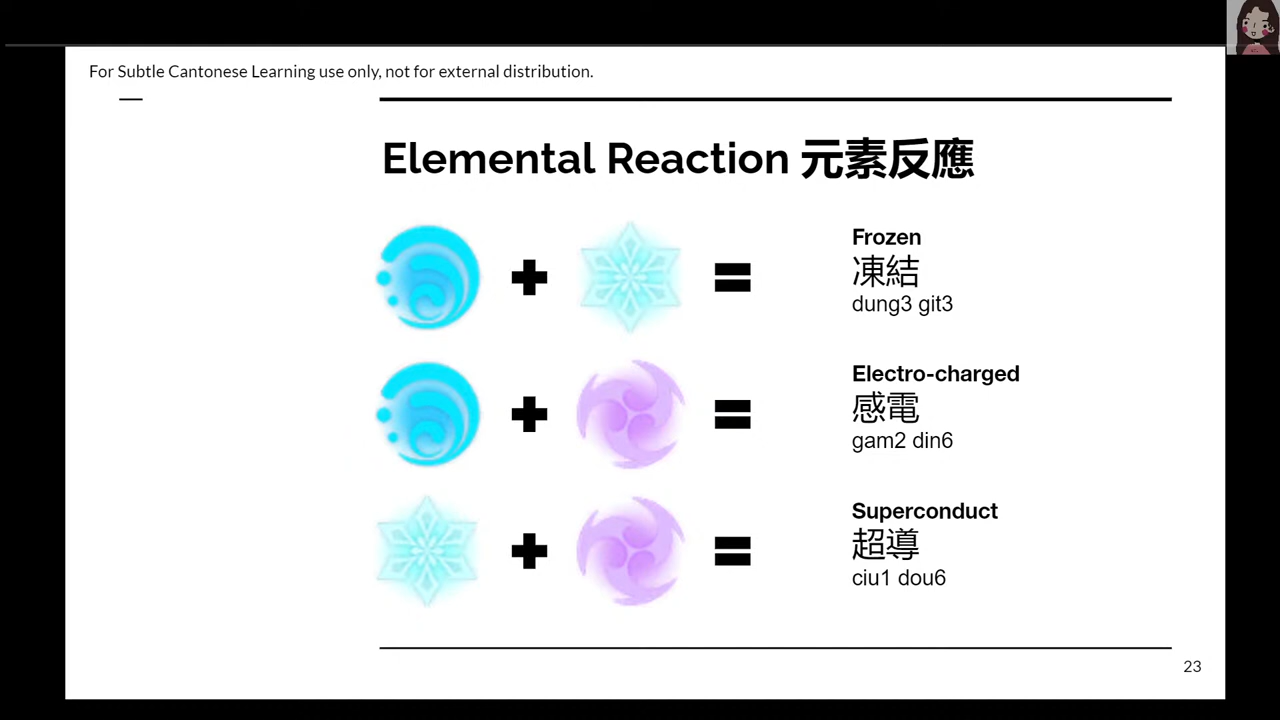 For Subtle Cantonese Learning use only, not for external distribution.
Elemental Reaction 元素反應
Frozen
凍結
dung3 git3
Electro-charged
感電
gam2 din6
Superconduct
超導
ciu1 dou6
23